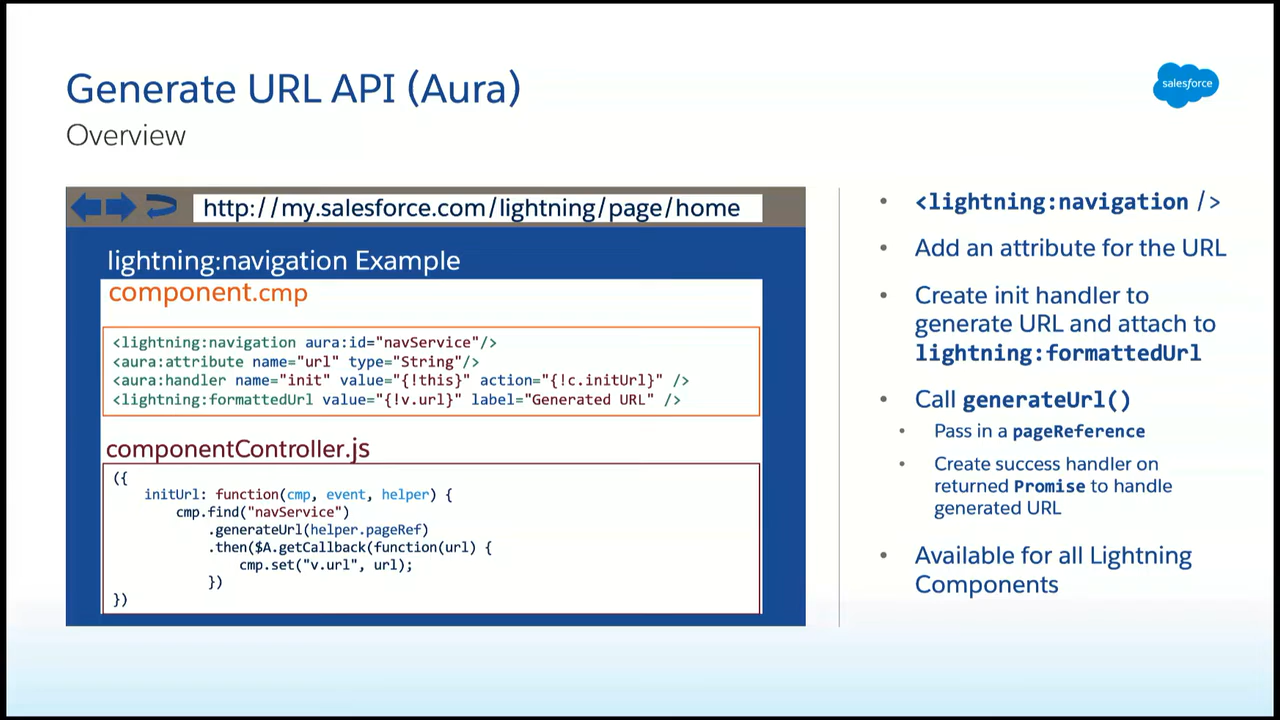 Generate URL API (Aura)
Overview
salesforce
http://my.salesforce.com/lightning/page/home
lightning:navigation Example
component.cmp
<lightning:navigation aura:id="navService"/>
<aura:attribute name="url" type="String"/>
<aura:handler name="init" value="{!this}" action="{!c.initUrl}" />
<lightning:formattedUrl value="{!v.url}" label="Generated URL" />
componentController.js
({
initUrl: function(cmp, event, helper) {
cmp.find("navService")
.generateUrl(helper.pageRef)
.then($A.getCallback(function(url) {
cmp.set("v.url", url);
})
})
• <lightning:navigation />
• Add an attribute for the URL
• Create init handler to
generate URL and attach to
lightning:formattedUrl
• Call generateUrl()
• Pass in a pageReference
• Create success handler on
returned Promise to handle
generated URL
• Available for all Lightning
Components